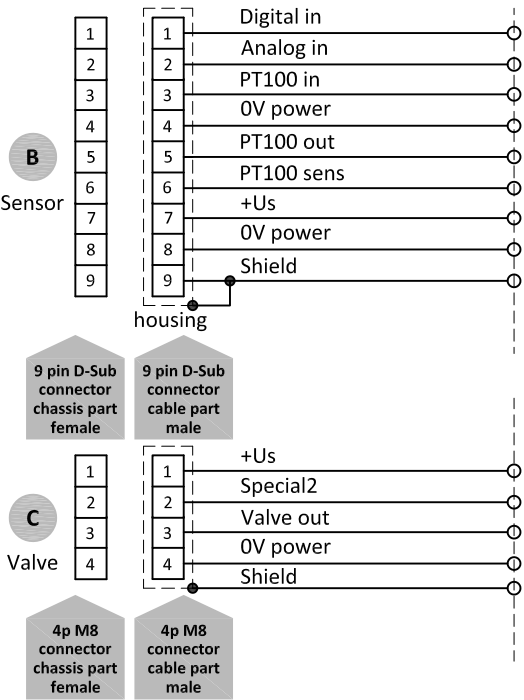 Digital in
1 1
Analog in
2 2
PT100 in
3 3
0V power
4 4
PT100 out
B
5 5
PT100 sens
6 6
Sensor
+Us
7 7
0V power
8 8
Shield
9 9
housing
9 pin D-Sub
connector
chassis part
female
9 pin D-Sub
connector
cable part
male
+Us
1 1
Special2
2 2
C
Valve out
3 3
0V power
Valve
4 4
Shield
4p M8
connector
chassis part
female
4p M8
connector
cable part
male